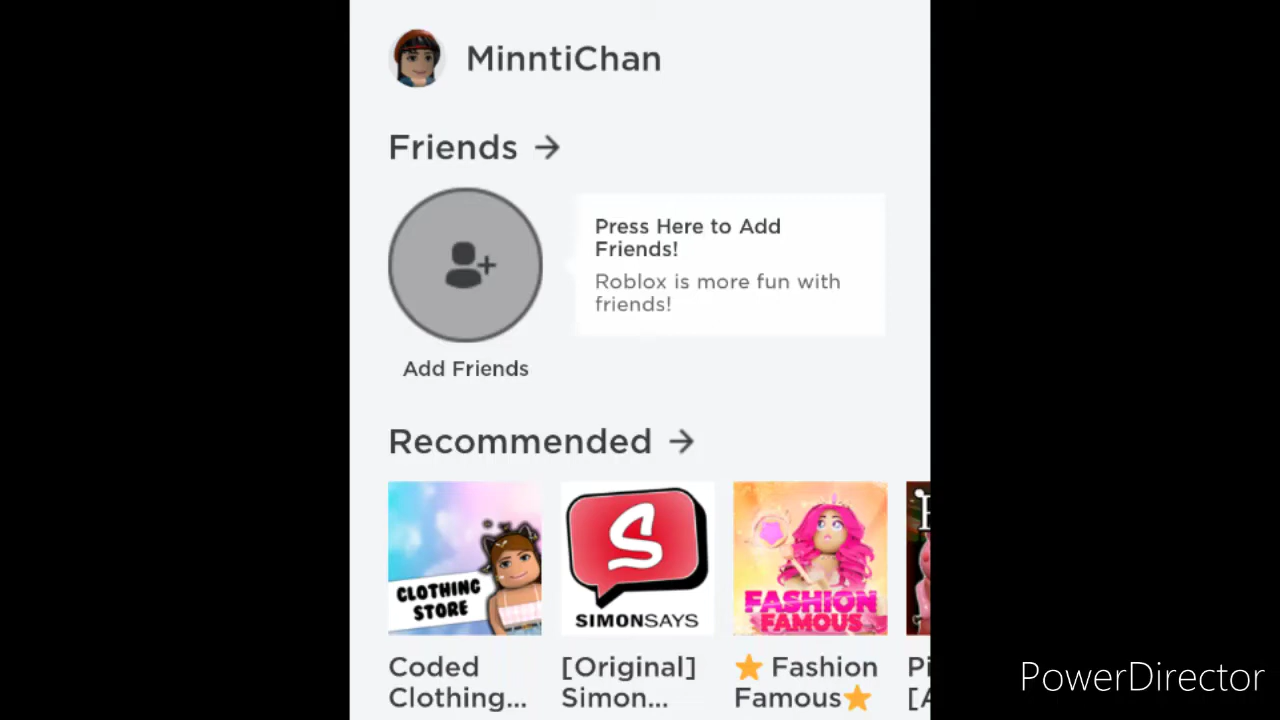 MinntiChan
Friends →
Press Here to Add
Friends!
Roblox is more fun with
friends!
Add Friends
Recommended →
CLOTHING
STORE
S
SIMONSAYS
FASHION
FAMOUS
Coded
Clothing...
[Original]
Simon...
⭐ Fashion
Famous⭐
PowerDirector